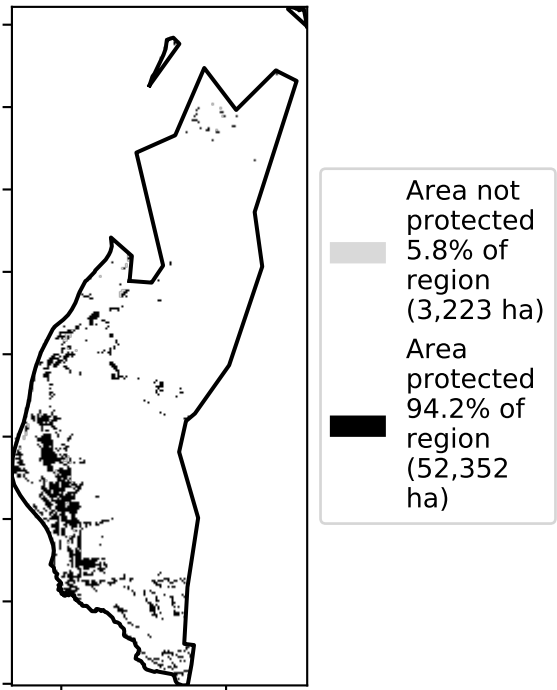 Area not
protected
5.8% of
region
(3,223 ha)
Area
protected
94.2% of
region
(52,352
ha)